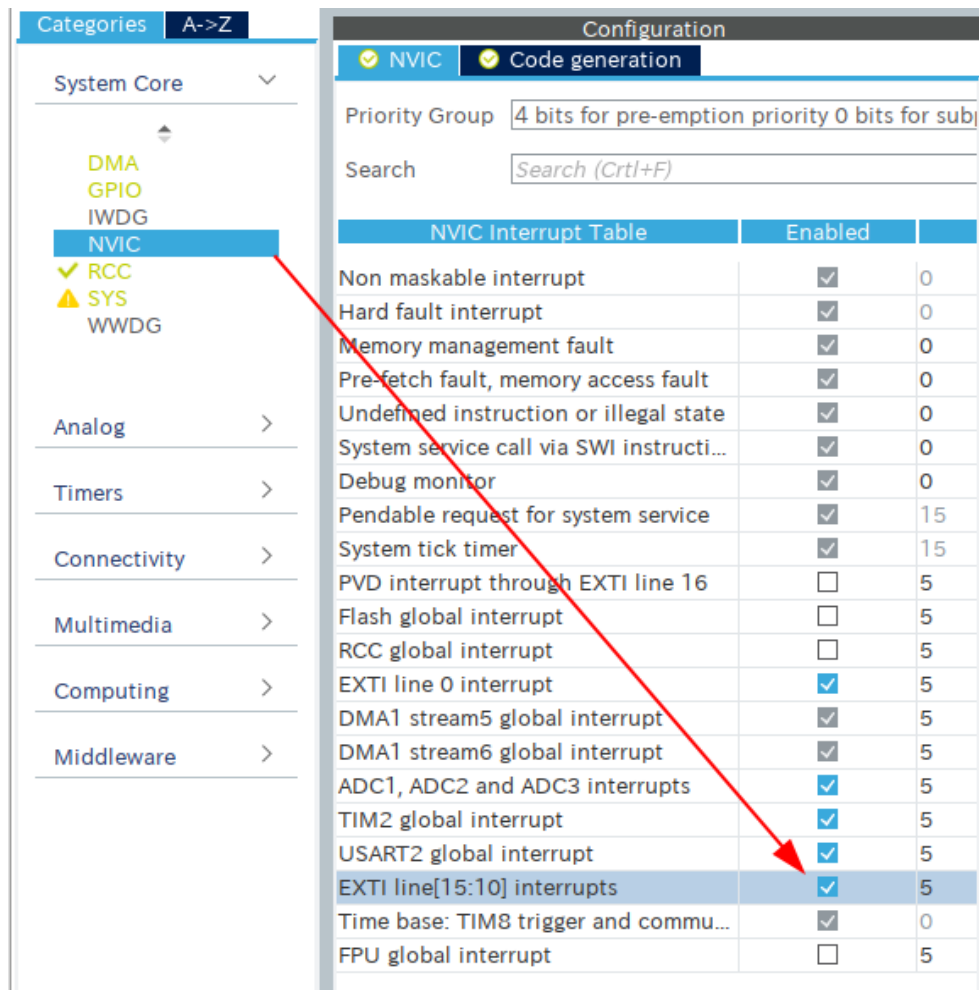 Categories A->Z
System Core
DMA
GPIO
IWDG
NVIC
RCC
SYS
WWDG
Analog
Timers
Connectivity
Multimedia
Computing
Middleware
Configuration
NVIC Code generation
Priority Group 4 bits for pre-emption priority 0 bits for sub
Search Search (Crtl+F)
NVIC Interrupt Table Enabled
Non maskable interrupt 0
Hard fault interrupt 0
Memory management fault 0
Pre-fetch fault, memory access fault 0
Undefined instruction or illegal state 0
System service call via SWI instructi... 0
Debug monitor 0
Pendable request for system service 15
System tick timer 15
PVD interrupt through EXTI line 16 5
Flash global interrupt 5
RCC global interrupt 5
EXTI line 0 interrupt 5
DMA1 stream5 global interrupt 5
DMA1 stream6 global interrupt 5
ADC1, ADC2 and ADC3 interrupts 5
TIM2 global interrupt 5
USART2 global interrupt 5
EXTI line[15:10] interrupts 5
Time base: TIM8 trigger and commu... 0
FPU global interrupt 5